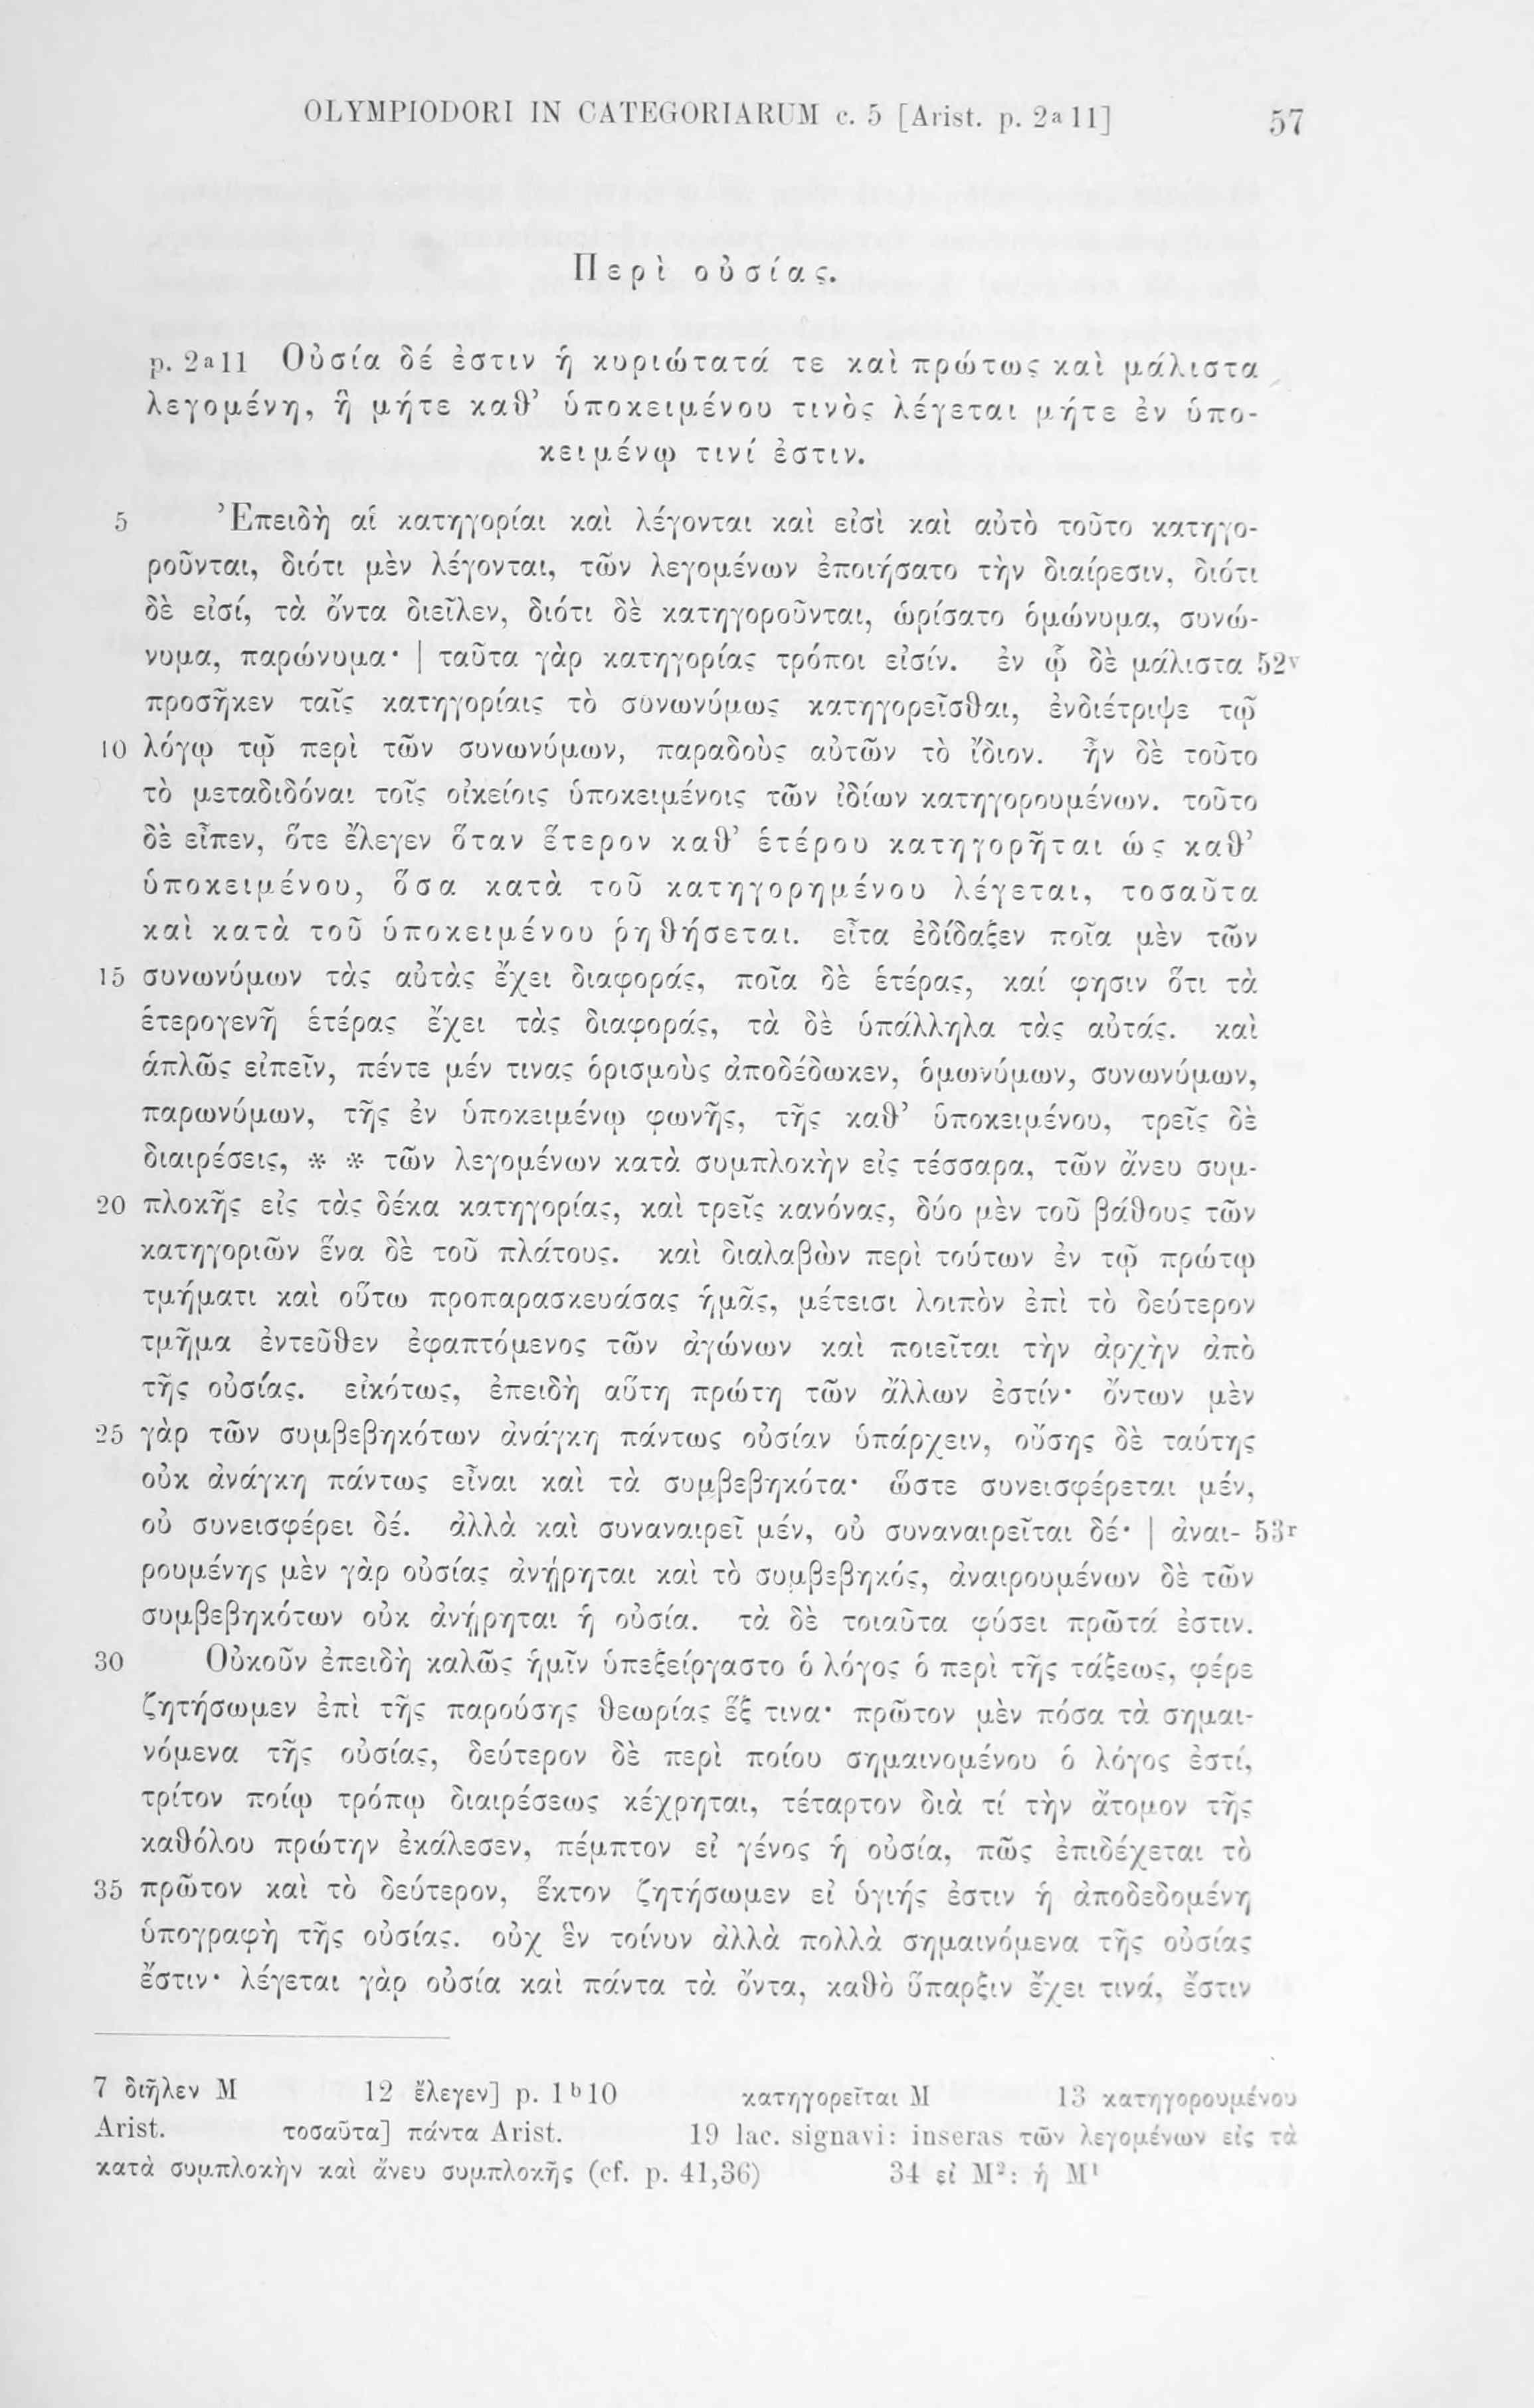 OLYMPIODORI IN CATEGORIARUM c. 5 [Arist. p. 2a11] 57
Περὶ οὐσίας.
p. 2a11 Οὐσία δέ ἐστιν ἡ κυριώτατά τε καὶ πρώτως καὶ μάλιστα
λεγομένη, ἣ μήτε καθ’ ὑποκειμένου τινὸς λέγεται μήτε ἐν ὑπο-
κειμένῳ τινί ἐστιν.
5 Ἐπειδὴ αἱ κατηγορίαι καὶ λέγονται καὶ εἰσὶ καὶ αὐτὸ τοῦτο κατηγο-
ροῦνται, διότι μὲν λέγονται, τῶν λεγομένων ἐποιήσατο τὴν διαίρεσιν, διότι
δὲ εἰσί, τὰ ὄντα διεῖλεν, διότι δὲ κατηγοροῦνται, ὡρίσατο ὁμώνυμα, συνώ-
νυμα, παρώνυμα· | ταῦτα γὰρ κατηγορίας τρόποι εἰσίν. ἐν ᾧ δὲ μάλιστα 52v
προσῆκεν ταῖς κατηγορίαις τὸ συνωνύμως κατηγορεῖσθαι, ἐνδιέτριψε τῷ
10 λόγῳ τῷ περὶ τῶν συνωνύμων, παραδοὺς αὐτῶν τὸ ἴδιον. ἦν δὲ τοῦτο
τὸ μεταδιδόναι τοῖς οἰκείοις ὑποκειμένοις τῶν ἰδίων κατηγορουμένων. τοῦτο
δὲ εἶπεν, ὅτε ἔλεγεν ὅταν ἕτερον καθ’ ἑτέρου κατηγορῆται ὡς καθ’
ὑποκειμένου, ὅσα κατὰ τοῦ κατηγορημένου λέγεται, τοσαῦτα
καὶ κατὰ τοῦ ὑποκειμένου ῥηθήσεται. εἶτα ἐδίδαξεν ποῖα μὲν τῶν
15 συνωνύμων τὰς αὐτὰς ἔχει διαφοράς, ποῖα δὲ ἑτέρας, καί φησιν ὅτι τὰ
ἑτερογενῆ ἑτέρας ἔχει τὰς διαφοράς, τὰ δὲ ὑπάλληλα τὰς αὐτάς. καὶ
ἁπλῶς εἰπεῖν, πέντε μέν τινας ὁρισμοὺς ἀποδέδωκεν, ὁμωνύμων, συνωνύμων,
παρωνύμων, τῆς ἐν ὑποκειμένῳ φωνῆς, τῆς καθ’ ὑποκειμένου, τρεῖς δὲ
διαιρέσεις, * * τῶν λεγομένων κατὰ συμπλοκὴν εἰς τέσσαρα, τῶν ἄνευ συμ-
20 πλοκῆς εἰς τὰς δέκα κατηγορίας, καὶ τρεῖς κανόνας, δύο μὲν τοῦ βάθους τῶν
κατηγοριῶν ἕνα δὲ τοῦ πλάτους. καὶ διαλαβὼν περὶ τούτων ἐν τῷ πρώτῳ
τμήματι καὶ οὕτω προπαρασκευάσας ἡμᾶς, μέτεισι λοιπὸν ἐπὶ τὸ δεύτερον
τμῆμα ἐντεῦθεν ἐφαπτόμενος τῶν ἀγώνων καὶ ποιεῖται τὴν ἀρχὴν ἀπὸ
τῆς οὐσίας. εἰκότως, ἐπειδὴ αὕτη πρώτη τῶν ἄλλων ἐστίν· ὄντων μὲν
25 γὰρ τῶν συμβεβηκότων ἀνάγκη πάντως οὐσίαν ὑπάρχειν, οὔσης δὲ ταύτης
οὐκ ἀνάγκη πάντως εἶναι καὶ τὰ συμβεβηκότα· ὥστε συνεισφέρεται μέν,
οὐ συνεισφέρει δέ. ἀλλὰ καὶ συναναιρεῖ μέν, οὐ συναναιρεῖται δέ· | ἀναι- 53r
ρουμένης μὲν γὰρ οὐσίας ἀνῄρηται καὶ τὸ συμβεβηκός, ἀναιρουμένων δὲ τῶν
συμβεβηκότων οὐκ ἀνῄρηται ἡ οὐσία. τὰ δὲ τοιαῦτα φύσει πρῶτά ἐστιν.
30 Οὐκοῦν ἐπειδὴ καλῶς ἡμῖν ὑπεξείργαστο ὁ λόγος ὁ περὶ τῆς τάξεως, φέρε
ζητήσωμεν ἐπὶ τῆς παρούσης θεωρίας ἕξ τινα· πρῶτον μὲν πόσα τὰ σημαι-
νόμενα τῆς οὐσίας, δεύτερον δὲ περὶ ποίου σημαινομένου ὁ λόγος ἐστί,
τρίτον ποίῳ τρόπῳ διαιρέσεως κέχρηται, τέταρτον διὰ τί τὴν ἄτομον τῆς
καθόλου πρώτην ἐκάλεσεν, πέμπτον εἰ γένος ἡ οὐσία, πῶς ἐπιδέχεται τὸ
35 πρῶτον καὶ τὸ δεύτερον, ἕκτον ζητήσωμεν εἰ ὑγιής ἐστιν ἡ ἀποδεδομένη
ὑπογραφὴ τῆς οὐσίας. οὐχ ἓν τοίνυν ἀλλὰ πολλὰ σημαινόμενα τῆς οὐσίας
ἔστιν· λέγεται γὰρ οὐσία καὶ πάντα τὰ ὄντα, καθὸ ὕπαρξιν ἔχει τινά, ἔστιν
7 διῆλεν M 12 ἔλεγεν] p. 1b10 κατηγορεῖται M 13 κατηγορουμένου
Arist. τοσαῦτα] πάντα Arist. 19 lac. signavi: inseras τῶν λεγομένων εἰς τὰ
κατὰ συμπλοκὴν καὶ ἄνευ συμπλοκῆς (cf. p. 41,36) 34 εἰ M²: ἡ M¹